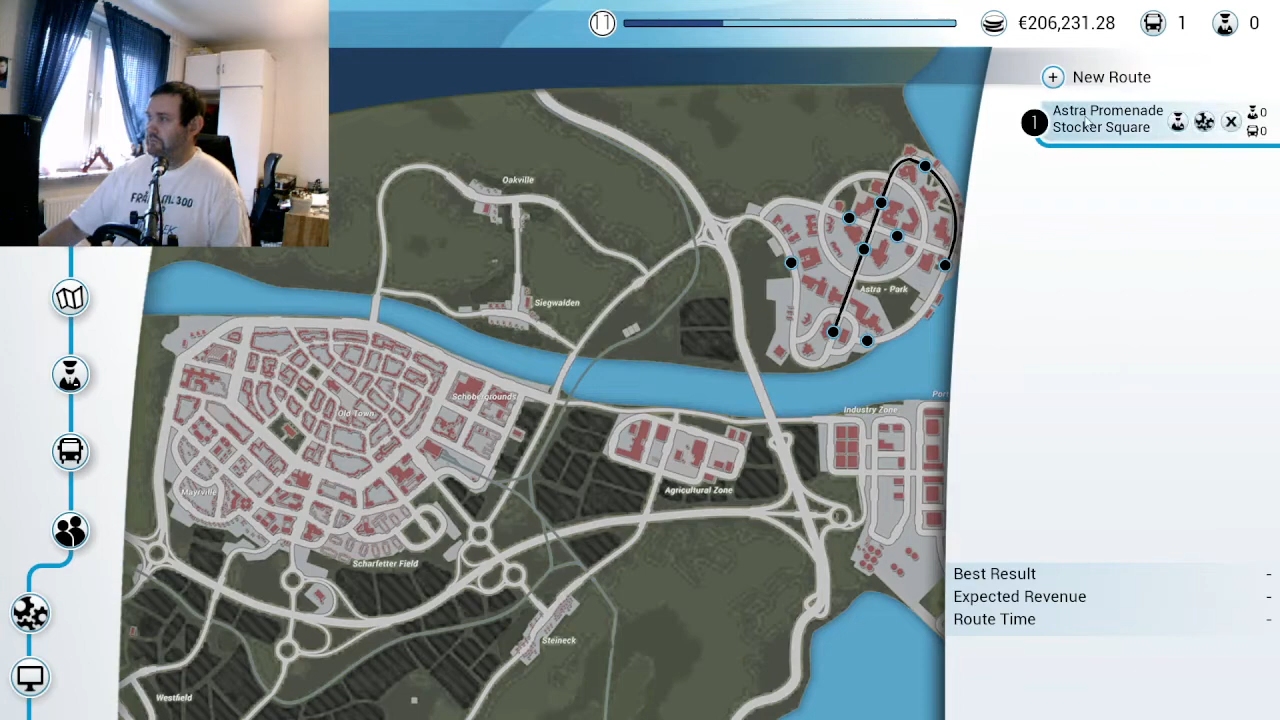 11
€206,231.28
1
0
New Route
1
Astra Promenade
Stocker Square
X
0
0
Oakville
Siegwalden
Astra - Park
Old Town
Schobergrounds
Industry Zone
Agricultural Zone
Mayrville
Scharfetter Field
Steineck
Westfield
Best Result -
Expected Revenue -
Route Time -